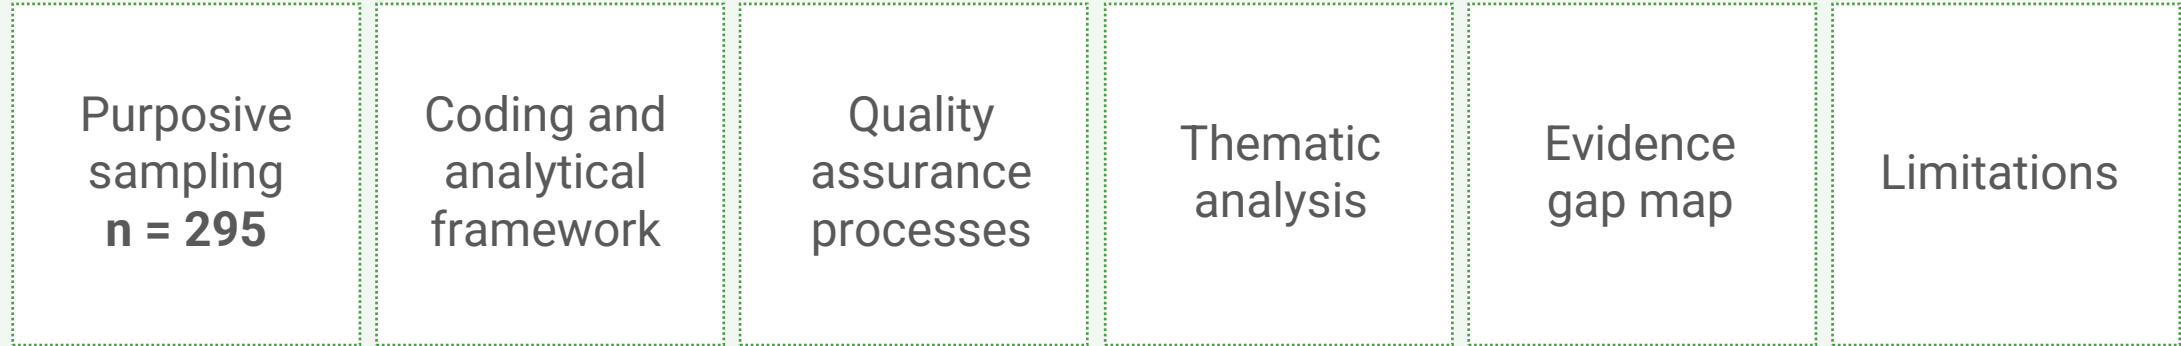 Purposive
sampling
n = 295
Coding and
analytical
framework
Quality
assurance
processes
Thematic
analysis
Evidence
gap map
Limitations